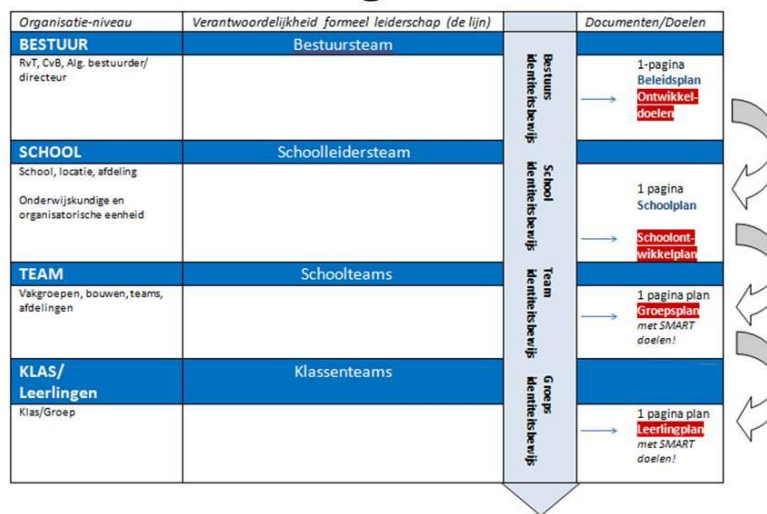 Organisatie-niveau
Verantwoordelijkheid formeel leiderschap (de lijn)
Documenten/Doelen
BESTUUR
Bestuursteam
RvT, CvB, Alg. bestuurder/
directeur
Bestuurs
identiteitsbewijs
1-pagina
Beleidsplan
Ontwikkel-
doelen
SCHOOL
Schoolleidersteam
School, locatie, afdeling
Onderwijskundige en
organisatorische eenheid
School
identiteitsbewijs
1 pagina
Schoolplan
Schoolont-
wikkelplan
TEAM
Schoolteams
Vakgroepen, bouwen, teams,
afdelingen
Team
identiteitsbewijs
1 pagina plan
Groepsplan
met SMART
doelen!
KLAS/
Leerlingen
Klassenteams
Klas/Groep
Groeps
identiteitsbewijs
1 pagina plan
Leerlingplan
met SMART
doelen!